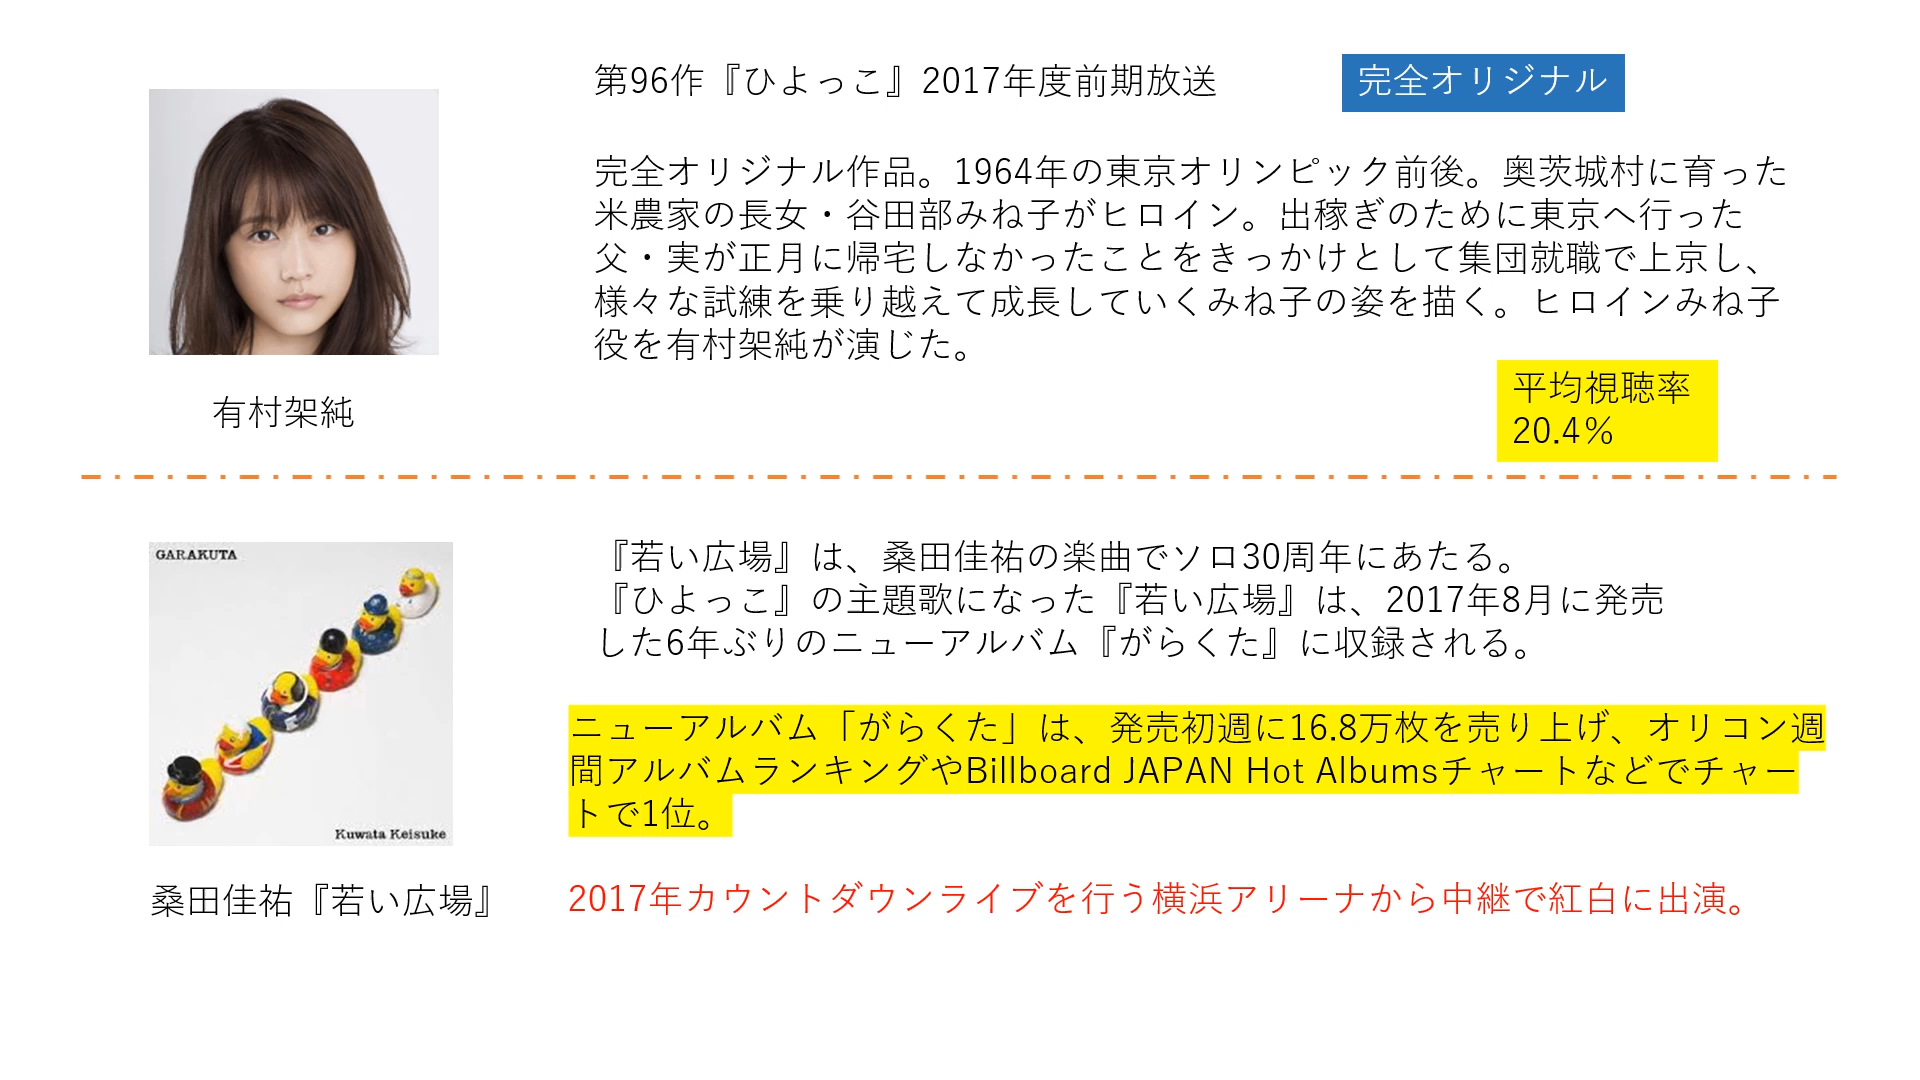 第96作『ひよっこ』2017年度前期放送
完全オリジナル
完全オリジナル作品。1964年の東京オリンピック前後。奥茨城村に育った
米農家の長女・谷田部みね子がヒロイン。出稼ぎのために東京へ行った
父・実が正月に帰宅しなかったことをきっかけとして集団就職で上京し、
様々な試練を乗り越えて成長していくみね子の姿を描く。ヒロインみね子
役を有村架純が演じた。
有村架純
平均視聴率
20.4%
GARAKUTA
Kuwata Keisuke
桑田佳祐『若い広場』
『若い広場』は、桑田佳祐の楽曲でソロ30周年にあたる。
『ひよっこ』の主題歌になった『若い広場』は、2017年8月に発売
した6年ぶりのニューアルバム『がらくた』に収録される。
ニューアルバム「がらくた」は、発売初週に16.8万枚を売り上げ、オリコン週
間アルバムランキングやBillboard JAPAN Hot Albumsチャートなどでチャー
トで1位。
2017年カウントダウンライブを行う横浜アリーナから中継で紅白に出演。